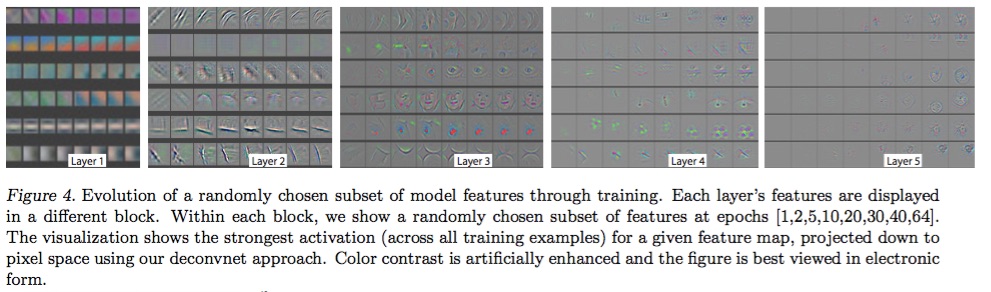 Layer 1
Layer 2
Layer 3
Layer 4
Layer 5
Figure 4. Evolution of a randomly chosen subset of model features through training. Each layer's features are displayed
in a different block. Within each block, we show a randomly chosen subset of features at epochs [1,2,5,10,20,30,40,64].
The visualization shows the strongest activation (across all training examples) for a given feature map, projected down to
pixel space using our deconvnet approach. Color contrast is artificially enhanced and the figure is best viewed in electronic
form.